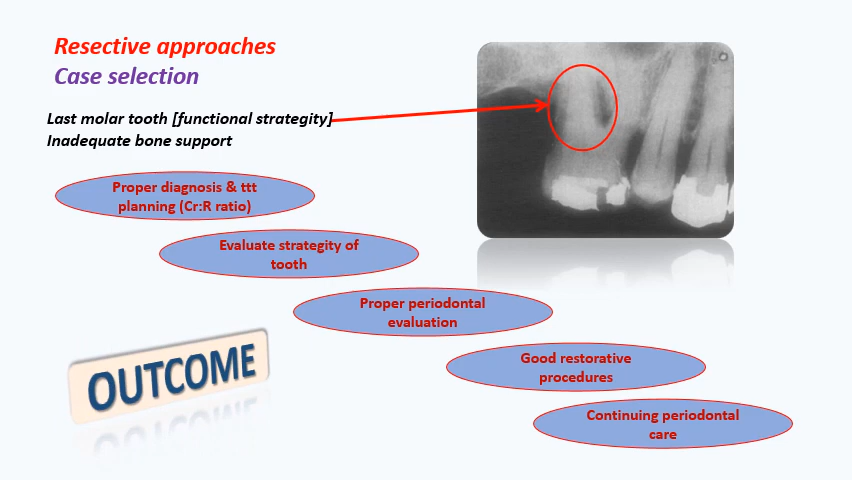 Resective approaches
Case selection
Last molar tooth [functional strategity]
Inadequate bone support
Proper diagnosis & ttt
planning (Cr:R ratio)
Evaluate strategity of
tooth
Proper periodontal
evaluation
Good restorative
procedures
Continuing periodontal
care
OUTCOME